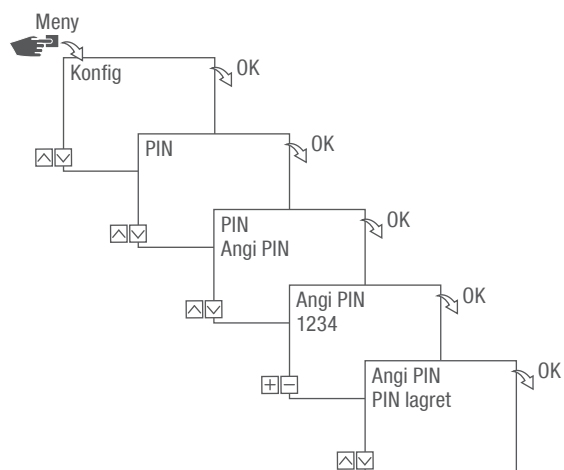 Meny
Konfig
OK
PIN
OK
PIN
Angi PIN
OK
Angi PIN
1234
OK
Angi PIN
PIN lagret
OK